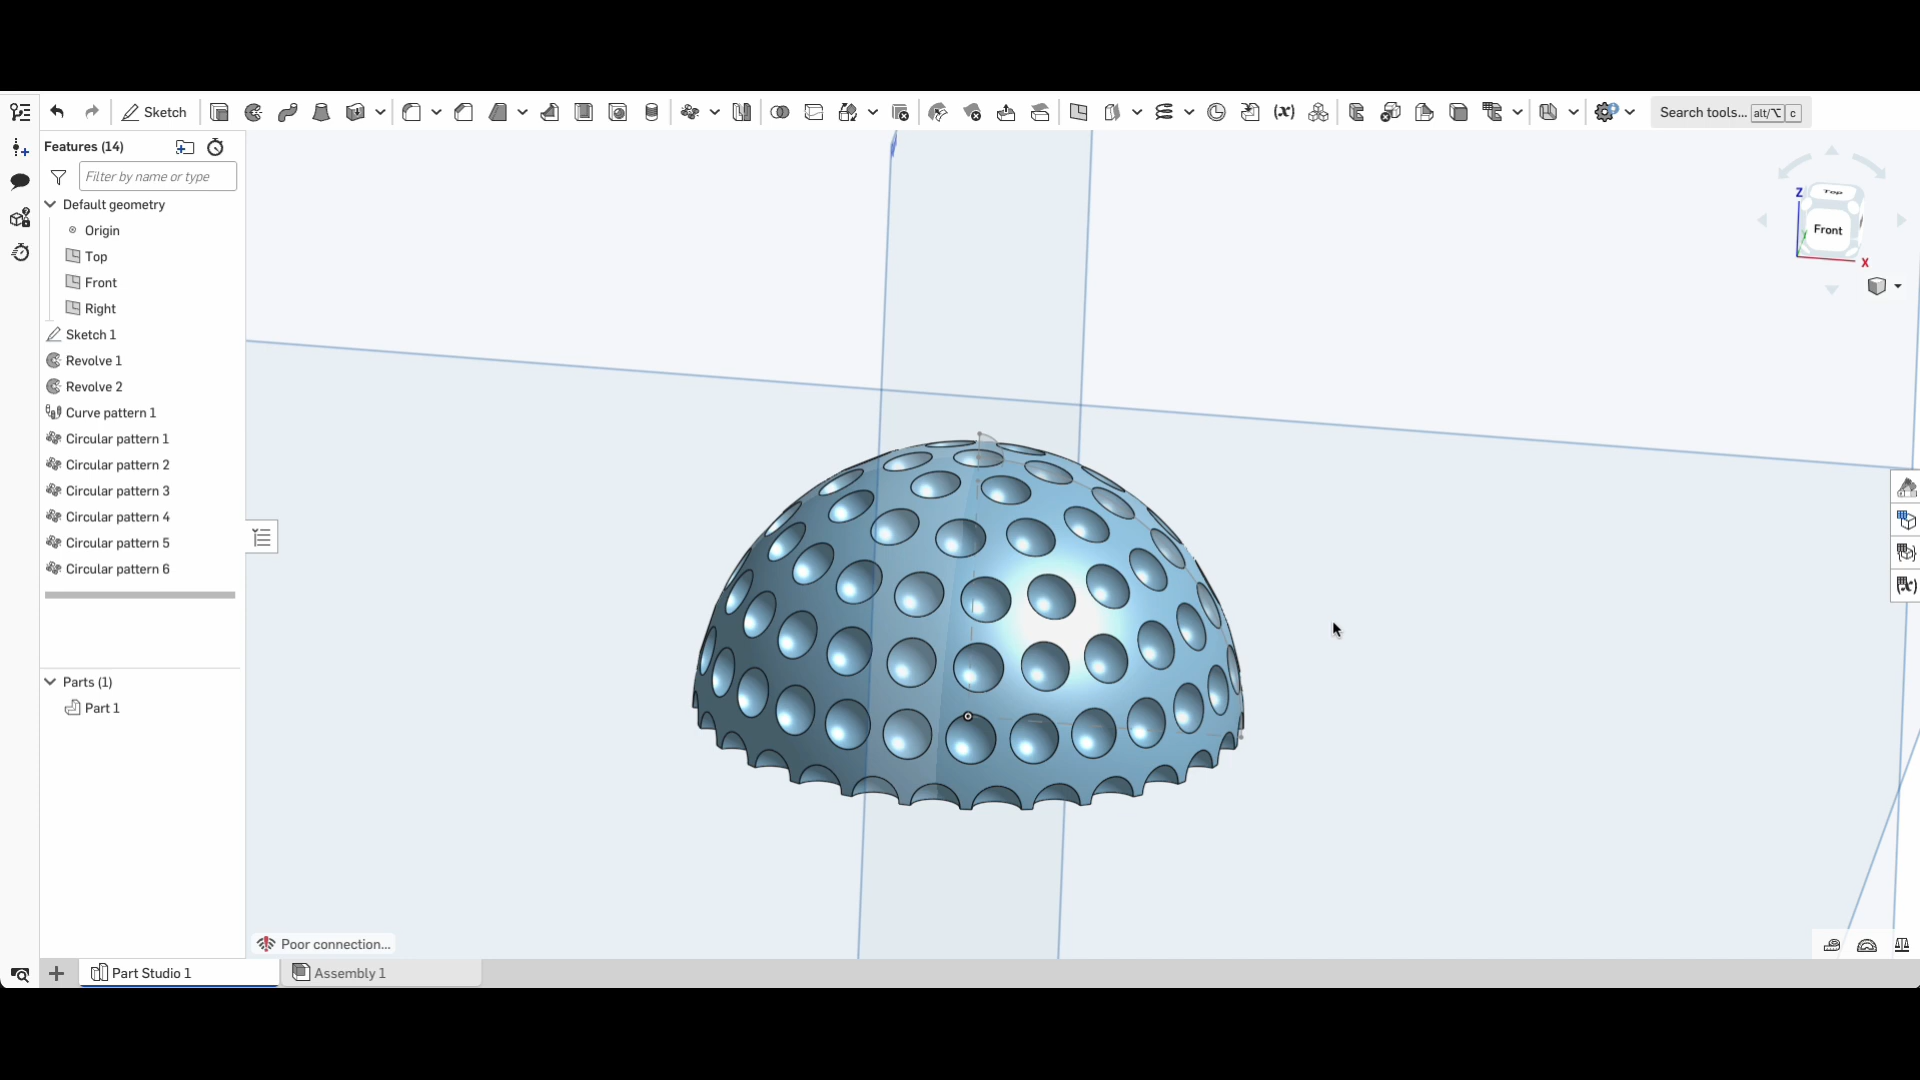 Sketch
Search tools... alt/⌥ c
Features (14)
Filter by name or type
Default geometry
Origin
Top
Front
Right
Sketch 1
Revolve 1
Revolve 2
Curve pattern 1
Circular pattern 1
Circular pattern 2
Circular pattern 3
Circular pattern 4
Circular pattern 5
Circular pattern 6
Parts (1)
Part 1
Z
Top
Front
X
Poor connection...
Part Studio 1
Assembly 1